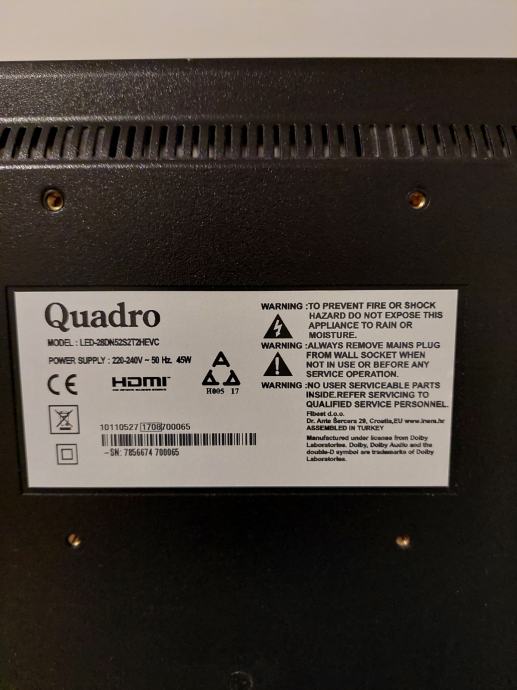 Quadro
MODEL : LED-28DN52S2T2HEVC
POWER SUPPLY : 220-240V ~ 50 Hz. 45W
CE HDMI
H005 17
10110527 1708 700065
-SN: 7856674 700065
WARNING :TO PREVENT FIRE OR SHOCK
HAZARD DO NOT EXPOSE THIS
APPLIANCE TO RAIN OR
MOISTURE.
WARNING :ALWAYS REMOVE MAINS PLUG
FROM WALL SOCKET WHEN
NOT IN USE OR BEFORE ANY
SERVICE OPERATION.
WARNING :NO USER SERVICEABLE PARTS
INSIDE.REFER SERVICING TO
QUALIFIED SERVICE PERSONNEL.
Fibest d.o.o.
Dr. Ante Šercera 29, Croatia,EU www.inera.hr
ASSEMBLED IN TURKEY
Manufactured under license from Dolby
Laboratories. Dolby, Dolby Audio and the
double-D symbol are trademarks of Dolby
Laboratories.